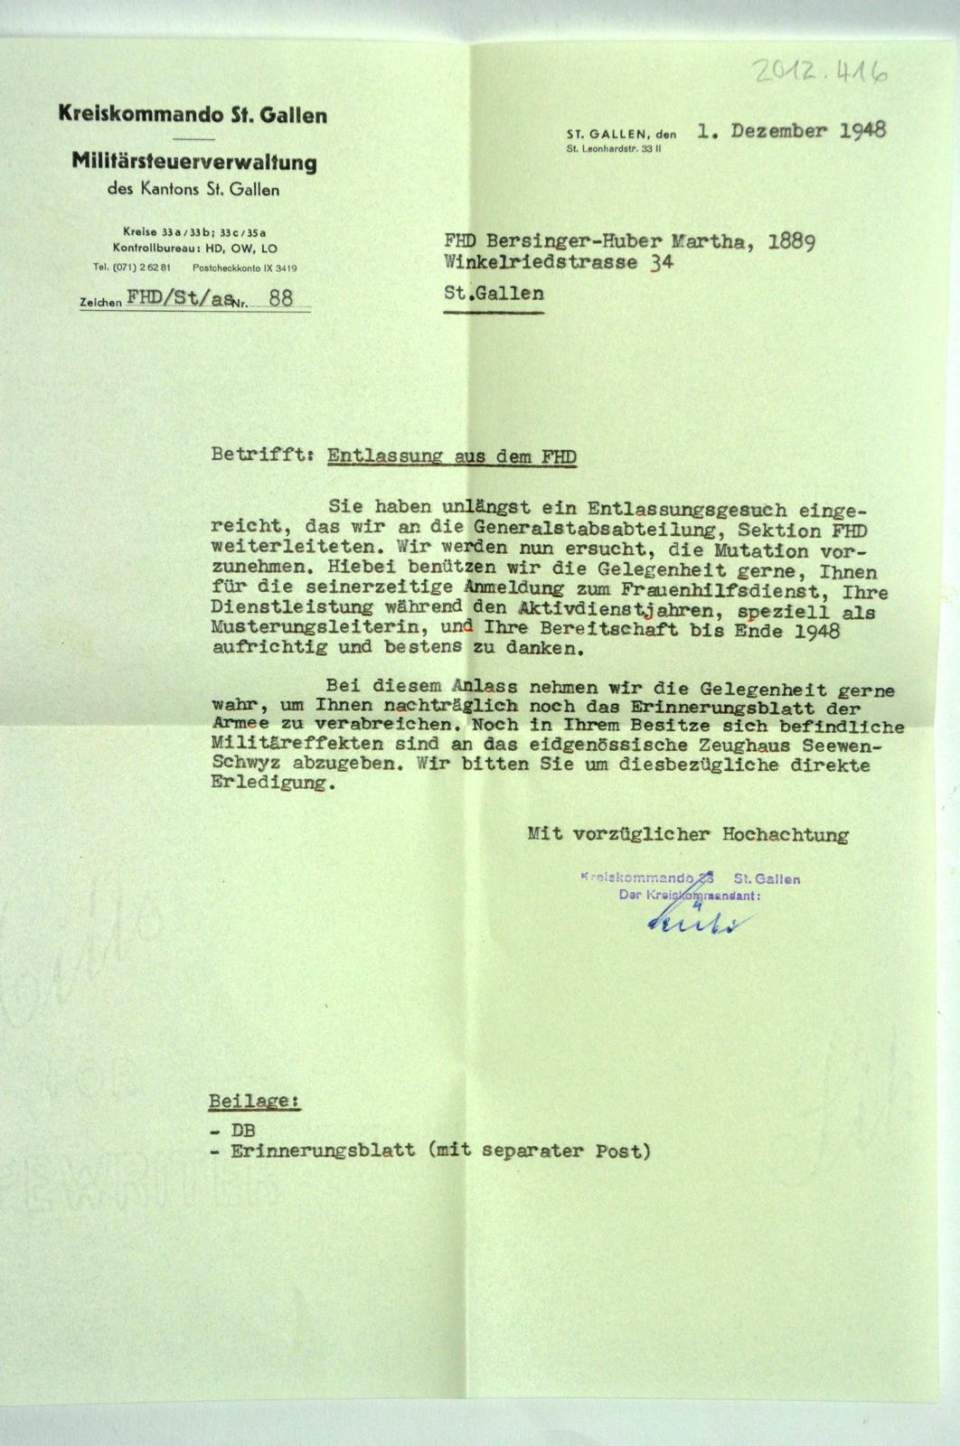 2012.416
Kreiskommando St. Gallen
Militärsteuerverwaltung
des Kantons St. Gallen
Kreise 33a/33b; 33c/35a
Kontrollbureau: HD, OW, LO
Tel. (071) 2 62 81 Postcheckkonto IX 3419
Zeichen FHD/St/as Nr. 88
ST. GALLEN, den 1. Dezember 1948
St. Leonhardstr. 33 II
FHD Bersinger-Huber Martha, 1889
Winkelriedstrasse 34
St.Gallen
Betrifft: Entlassung aus dem FHD
Sie haben unlängst ein Entlassungsgesuch einge-
reicht, das wir an die Generalstabsabteilung, Sektion FHD
weiterleiteten. Wir werden nun ersucht, die Mutation vor-
zunehmen. Hiebei benützen wir die Gelegenheit gerne, Ihnen
für die seinerzeitige Anmeldung zum Frauenhilfsdienst, Ihre
Dienstleistung während den Aktivdienstjahren, speziell als
Musterungsleiterin, und Ihre Bereitschaft bis Ende 1948
aufrichtig und bestens zu danken.
Bei diesem Anlass nehmen wir die Gelegenheit gerne
wahr, um Ihnen nachträglich noch das Erinnerungsblatt der
Armee zu verabreichen. Noch in Ihrem Besitze sich befindliche
Militäreffekten sind an das eidgenössische Zeughaus Seewen-
Schwyz abzugeben. Wir bitten Sie um diesbezügliche direkte
Erledigung.
Mit vorzüglicher Hochachtung
Kreiskommando St. Gallen
Der Kreiskommandant:
Beilage:
- DB
- Erinnerungsblatt (mit separater Post)